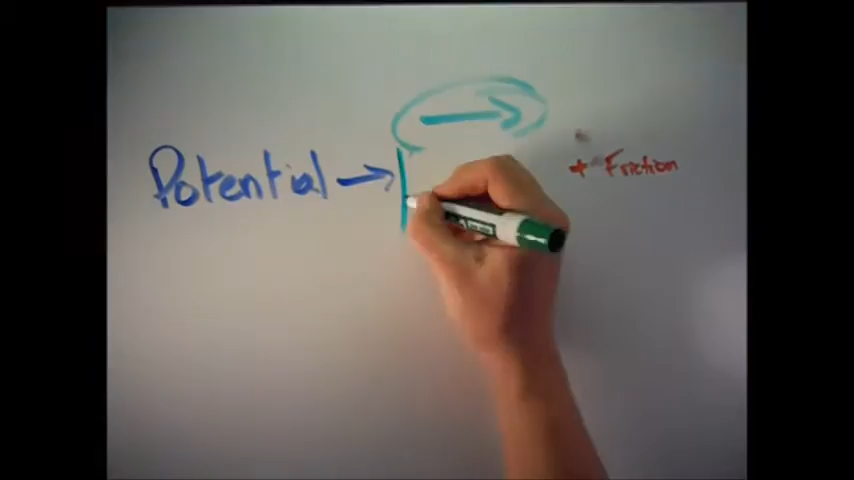 Potential → → + Friction